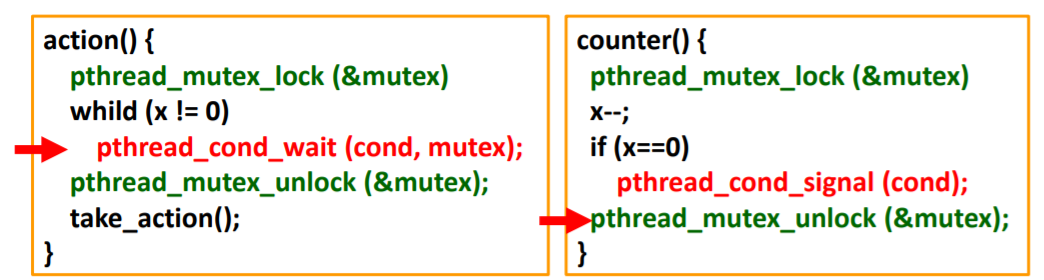 action() {
pthread_mutex_lock (&mutex)
whild (x != 0)
pthread_cond_wait (cond, mutex);
pthread_mutex_unlock (&mutex);
take_action();
}
counter() {
pthread_mutex_lock (&mutex)
x--;
if (x==0)
pthread_cond_signal (cond);
pthread_mutex_unlock (&mutex);
}